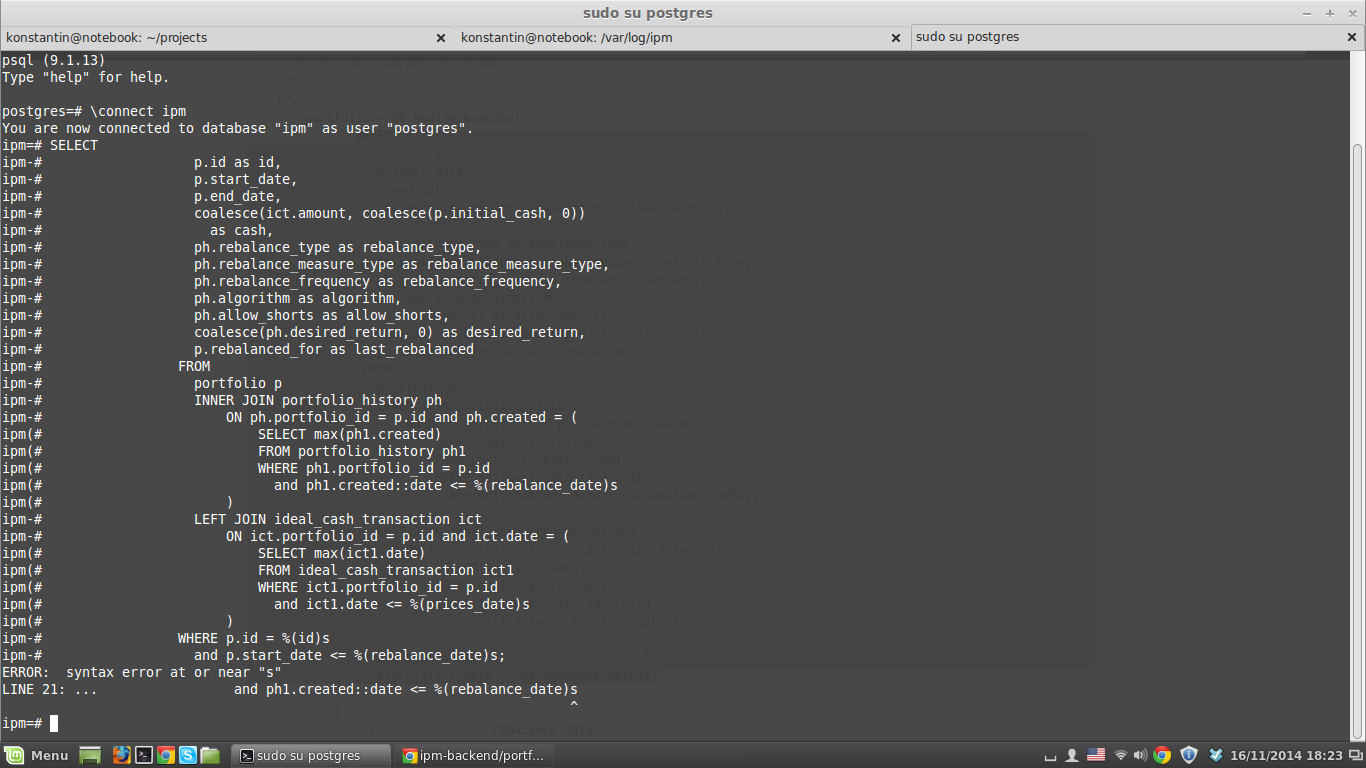 sudo su postgres
konstantin@notebook: ~/projects
konstantin@notebook: /var/log/ipm
sudo su postgres
psql (9.1.13)
Type "help" for help.
postgres=# \connect ipm
You are now connected to database "ipm" as user "postgres".
ipm=# SELECT
ipm-# p.id as id,
ipm-# p.start_date,
ipm-# p.end_date,
ipm-# coalesce(ict.amount, coalesce(p.initial_cash, 0))
ipm-# as cash,
ipm-# ph.rebalance_type as rebalance_type,
ipm-# ph.rebalance_measure_type as rebalance_measure_type,
ipm-# ph.rebalance_frequency as rebalance_frequency,
ipm-# ph.algorithm as algorithm,
ipm-# ph.allow_shorts as allow_shorts,
ipm-# coalesce(ph.desired_return, 0) as desired_return,
ipm-# p.rebalanced_for as last_rebalanced
ipm-# FROM
ipm-# portfolio p
ipm-# INNER JOIN portfolio_history ph
ipm-# ON ph.portfolio_id = p.id and ph.created = (
ipm(# SELECT max(ph1.created)
ipm(# FROM portfolio_history ph1
ipm(# WHERE ph1.portfolio_id = p.id
ipm(# and ph1.created::date <= %(rebalance_date)s
ipm(# )
ipm-# LEFT JOIN ideal_cash_transaction ict
ipm-# ON ict.portfolio_id = p.id and ict.date = (
ipm(# SELECT max(ict1.date)
ipm(# FROM ideal_cash_transaction ict1
ipm(# WHERE ict1.portfolio_id = p.id
ipm(# and ict1.date <= %(prices_date)s
ipm(# )
ipm-# WHERE p.id = %(id)s
ipm-# and p.start_date <= %(rebalance_date)s;
ERROR:  syntax error at or near "s"
LINE 21: ... and ph1.created::date <= %(rebalance_date)s
^
ipm=#
Menu
sudo su postgres
ipm-backend/portf...
16/11/2014 18:23